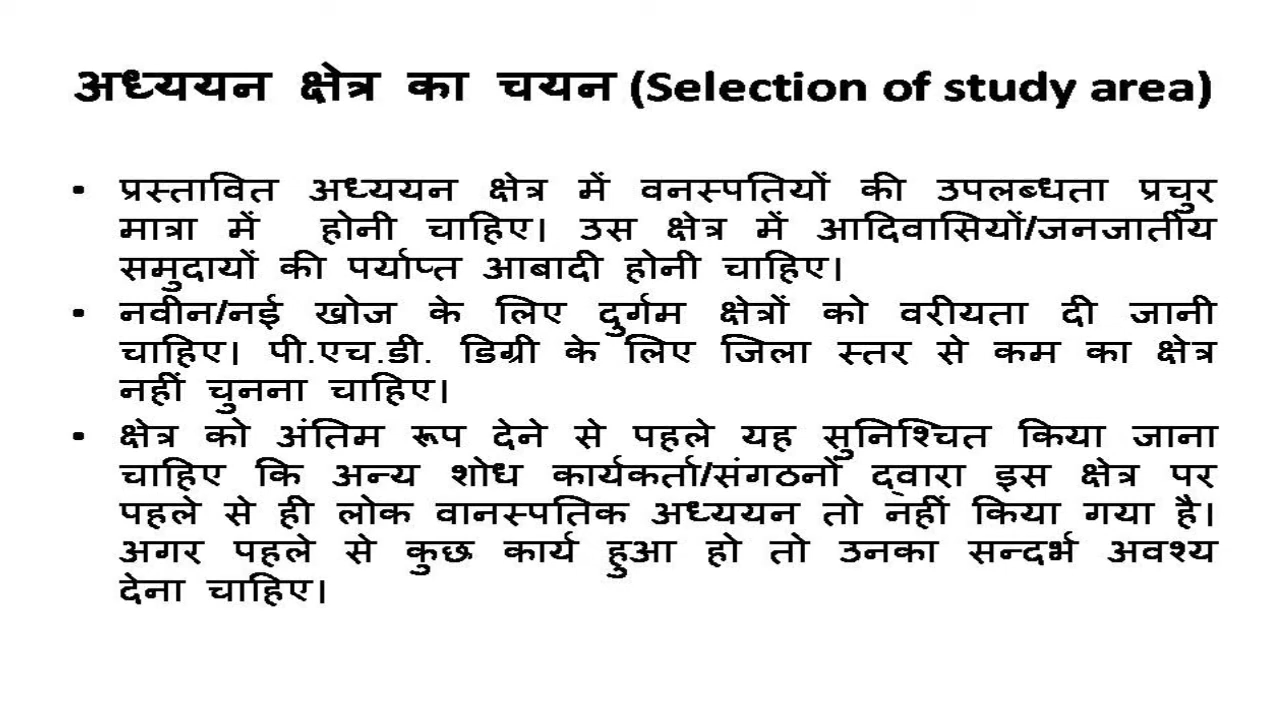 अध्ययन क्षेत्र का चयन (Selection of study area)
• प्रस्तावित अध्ययन क्षेत्र में वनस्पतियों की उपलब्धता प्रचुर
मात्रा में होनी चाहिए। उस क्षेत्र में आदिवासियों/जनजातीय
समुदायों की पर्याप्त आबादी होनी चाहिए।
• नवीन/नई खोज के लिए दुर्गम क्षेत्रों को वरीयता दी जानी
चाहिए। पी.एच.डी. डिग्री के लिए जिला स्तर से कम का क्षेत्र
नहीं चुनना चाहिए।
• क्षेत्र को अंतिम रूप देने से पहले यह सुनिश्चित किया जाना
चाहिए कि अन्य शोध कार्यकर्ता/संगठनों द्वारा इस क्षेत्र पर
पहले से ही लोक वानस्पतिक अध्ययन तो नहीं किया गया है।
अगर पहले से कुछ कार्य हुआ हो तो उनका सन्दर्भ अवश्य
देना चाहिए।